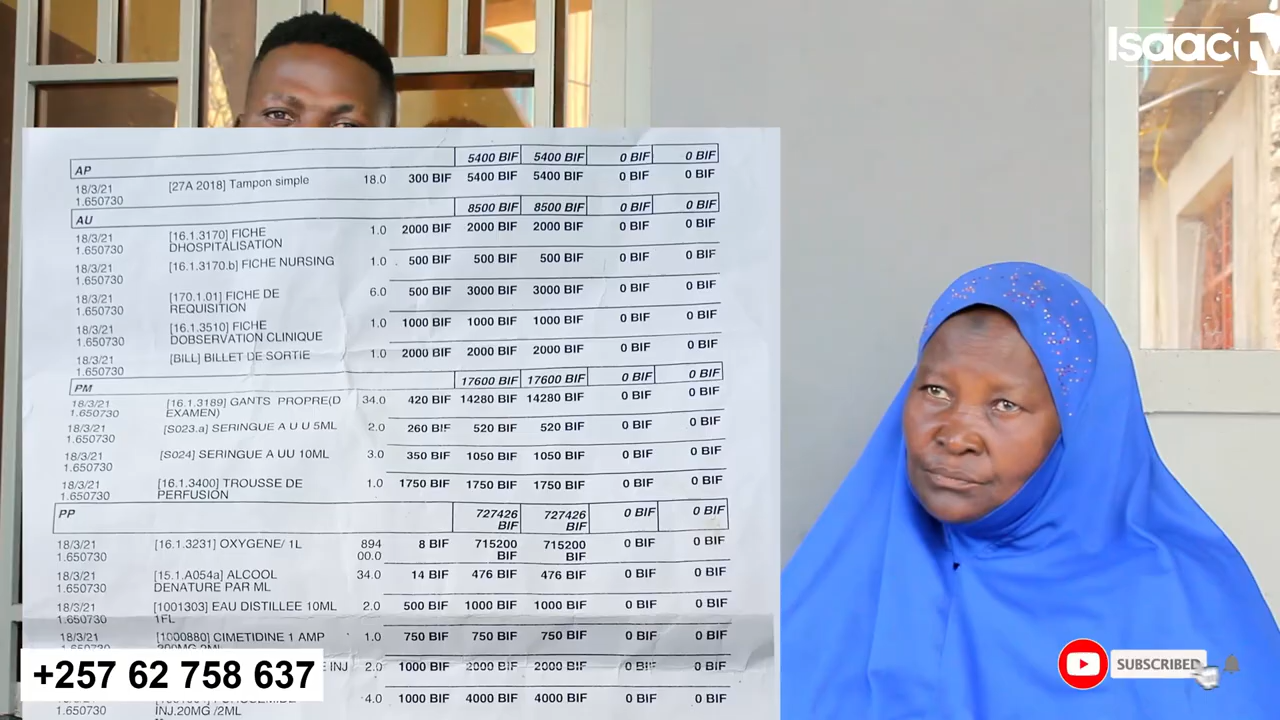 Isaac tv
AP 5400 BIF 5400 BIF 0 BIF 0 BIF
18/3/21 [27A 2018] Tampon simple 18.0 300 BIF 5400 BIF 5400 BIF 0 BIF 0 BIF
1.650730
AU 8500 BIF 8500 BIF 0 BIF 0 BIF
18/3/21 [16.1.3170] FICHE 1.0 2000 BIF 2000 BIF 2000 BIF 0 BIF 0 BIF
1.650730 DHOSPITALISATION
18/3/21 [16.1.3170.b] FICHE NURSING 1.0 500 BIF 500 BIF 500 BIF 0 BIF 0 BIF
1.650730
18/3/21 [170.1.01] FICHE DE 6.0 500 BIF 3000 BIF 3000 BIF 0 BIF 0 BIF
1.650730 REQUISITION
18/3/21 [16.1.3510] FICHE 1.0 1000 BIF 1000 BIF 1000 BIF 0 BIF 0 BIF
1.650730 DOBSERVATION CLINIQUE
18/3/21 [BILL] BILLET DE SORTIE 1.0 2000 BIF 2000 BIF 2000 BIF 0 BIF 0 BIF
1.650730
PM 17600 BIF 17600 BIF 0 BIF 0 BIF
18/3/21 [16.1.3189] GANTS PROPRE(D 34.0 420 BIF 14280 BIF 14280 BIF 0 BIF 0 BIF
1.650730 EXAMEN)
18/3/21 [S023.a] SERINGUE A U U 5ML 2.0 260 BIF 520 BIF 520 BIF 0 BIF 0 BIF
1.650730
18/3/21 [S024] SERINGUE A UU 10ML 3.0 350 BIF 1050 BIF 1050 BIF 0 BIF 0 BIF
1.650730
18/3/21 [16.1.3400] TROUSSE DE 1.0 1750 BIF 1750 BIF 1750 BIF 0 BIF 0 BIF
1.650730 PERFUSION
PP 727426 727426 0 BIF 0 BIF
BIF BIF
18/3/21 [16.1.3231] OXYGENE/ 1L 894 8 BIF 715200 715200 0 BIF 0 BIF
1.650730 00.0 BIF BIF
18/3/21 [15.1.A054a] ALCOOL 34.0 14 BIF 476 BIF 476 BIF 0 BIF 0 BIF
1.650730 DENATURE PAR ML
18/3/21 [1001303] EAU DISTILLEE 10ML 2.0 500 BIF 1000 BIF 1000 BIF 0 BIF 0 BIF
1.650730 1FL
18/3/21 [1000880] CIMETIDINE 1 AMP 1.0 750 BIF 750 BIF 750 BIF 0 BIF 0 BIF
INJ 2.0 1000 BIF 2000 BIF 2000 BIF 0 BIF 0 BIF
4.0 1000 BIF 4000 BIF 4000 BIF 0 BIF 0 BIF
INJ.20MG /2ML
+257 62 758 637
SUBSCRIBED